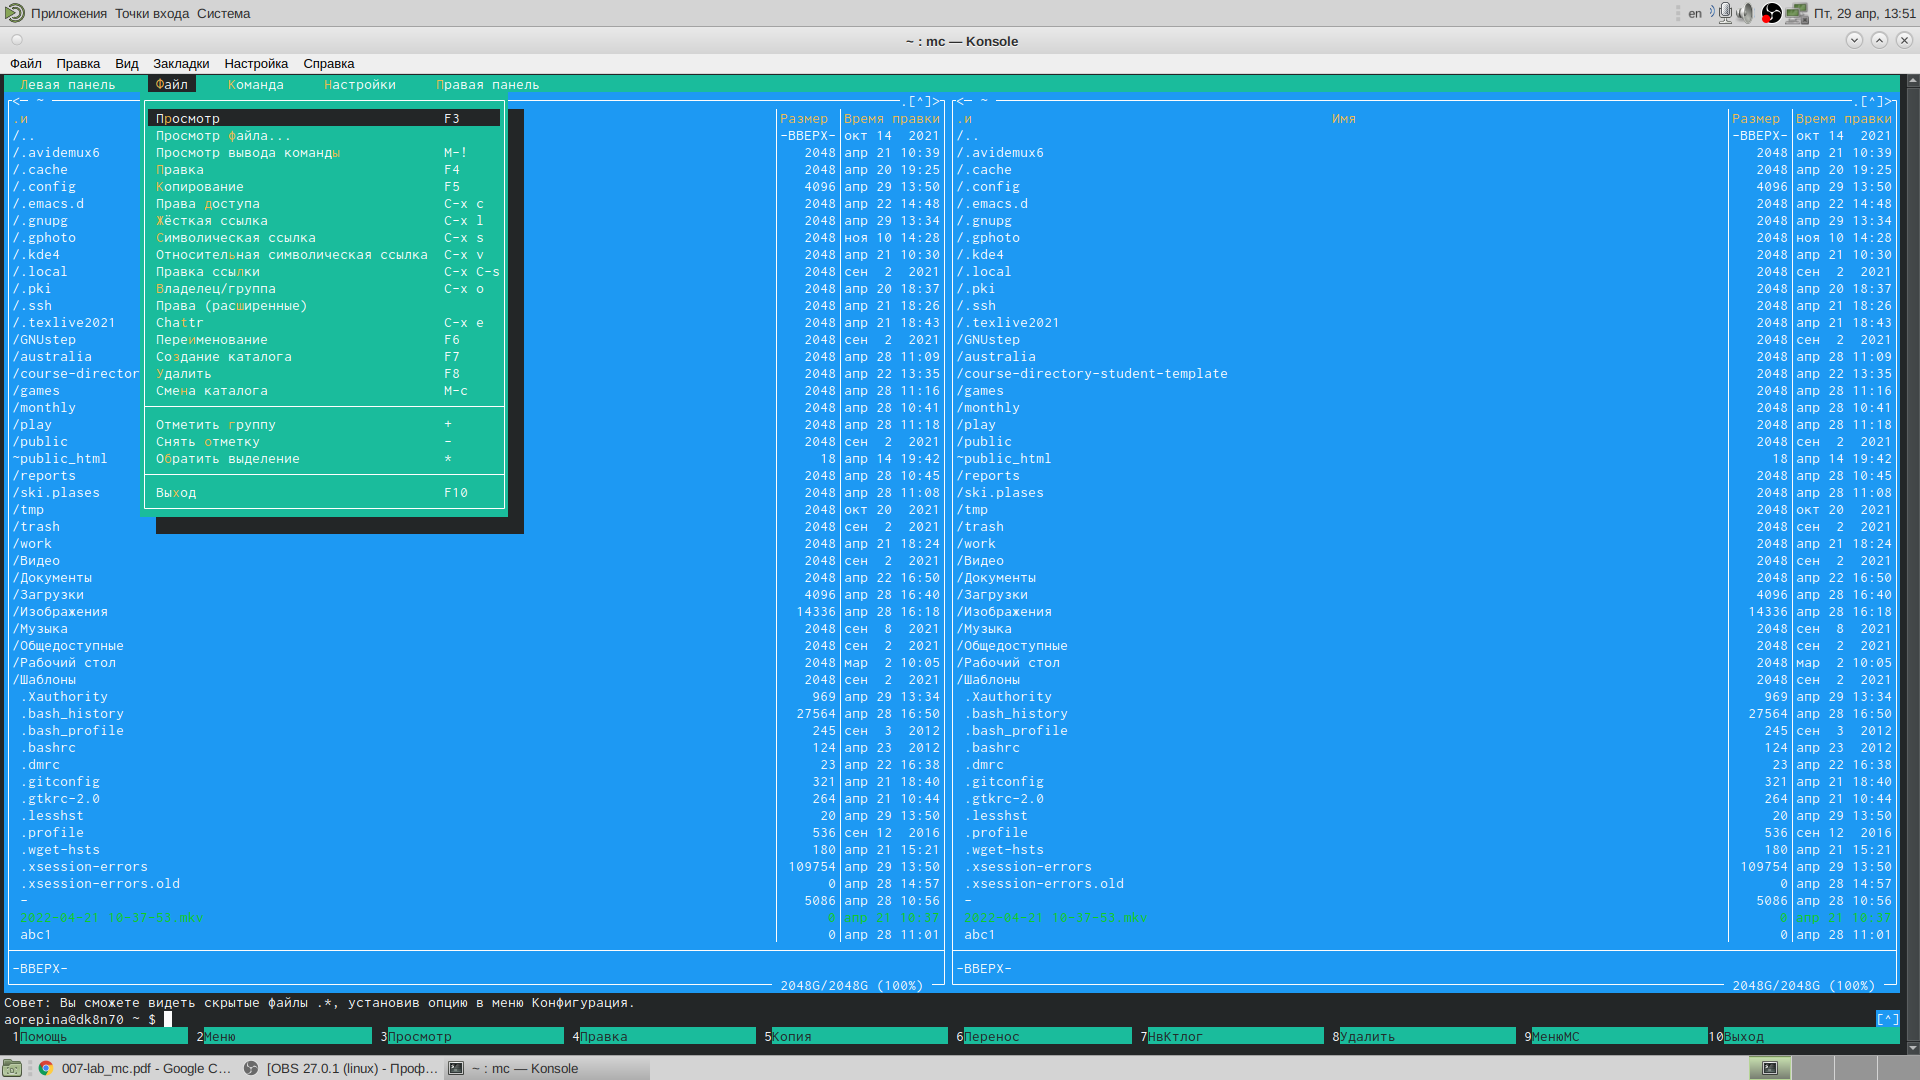 Приложения Точки входа Система
en Пт, 29 апр, 13:51
~ : mc — Konsole
Файл Правка Вид Закладки Настройка Справка
Левая панель Файл Команда Настройки Правая панель
<— ~ .[^]> <— ~ .[^]>
.и Размер Время правки .и Имя Размер Время правки
Просмотр F3
Просмотр файла...
Просмотр вывода команды M-!
Правка F4
Копирование F5
Права доступа C-x c
Жёсткая ссылка C-x l
Символическая ссылка C-x s
Относительная символическая ссылка C-x v
Правка ссылки C-x C-s
Владелец/группа C-x o
Права (расширенные)
Chattr C-x e
Переименование F6
Создание каталога F7
Удалить F8
Смена каталога M-c
Отметить группу +
Снять отметку -
Обратить выделение *
Выход F10
/.. -ВВЕРХ- окт 14 2021 /.. -ВВЕРХ- окт 14 2021
/.avidemux6 2048 апр 21 10:39 /.avidemux6 2048 апр 21 10:39
/.cache 2048 апр 20 19:25 /.cache 2048 апр 20 19:25
/.config 4096 апр 29 13:50 /.config 4096 апр 29 13:50
/.emacs.d 2048 апр 22 14:48 /.emacs.d 2048 апр 22 14:48
/.gnupg 2048 апр 29 13:34 /.gnupg 2048 апр 29 13:34
/.gphoto 2048 ноя 10 14:28 /.gphoto 2048 ноя 10 14:28
/.kde4 2048 апр 21 10:30 /.kde4 2048 апр 21 10:30
/.local 2048 сен 2 2021 /.local 2048 сен 2 2021
/.pki 2048 апр 20 18:37 /.pki 2048 апр 20 18:37
/.ssh 2048 апр 21 18:26 /.ssh 2048 апр 21 18:26
/.texlive2021 2048 апр 21 18:43 /.texlive2021 2048 апр 21 18:43
/GNUstep 2048 сен 2 2021 /GNUstep 2048 сен 2 2021
/australia 2048 апр 28 11:09 /australia 2048 апр 28 11:09
/course-director 2048 апр 22 13:35 /course-directory-student-template 2048 апр 22 13:35
/games 2048 апр 28 11:16 /games 2048 апр 28 11:16
/monthly 2048 апр 28 10:41 /monthly 2048 апр 28 10:41
/play 2048 апр 28 11:18 /play 2048 апр 28 11:18
/public 2048 сен 2 2021 /public 2048 сен 2 2021
~public_html 18 апр 14 19:42 ~public_html 18 апр 14 19:42
/reports 2048 апр 28 10:45 /reports 2048 апр 28 10:45
/ski.plases 2048 апр 28 11:08 /ski.plases 2048 апр 28 11:08
/tmp 2048 окт 20 2021 /tmp 2048 окт 20 2021
/trash 2048 сен 2 2021 /trash 2048 сен 2 2021
/work 2048 апр 21 18:24 /work 2048 апр 21 18:24
/Видео 2048 сен 2 2021 /Видео 2048 сен 2 2021
/Документы 2048 апр 22 16:50 /Документы 2048 апр 22 16:50
/Загрузки 4096 апр 28 16:40 /Загрузки 4096 апр 28 16:40
/Изображения 14336 апр 28 16:18 /Изображения 14336 апр 28 16:18
/Музыка 2048 сен 8 2021 /Музыка 2048 сен 8 2021
/Общедоступные 2048 сен 2 2021 /Общедоступные 2048 сен 2 2021
/Рабочий стол 2048 мар 2 10:05 /Рабочий стол 2048 мар 2 10:05
/Шаблоны 2048 сен 2 2021 /Шаблоны 2048 сен 2 2021
.Xauthority 969 апр 29 13:34 .Xauthority 969 апр 29 13:34
.bash_history 27564 апр 28 16:50 .bash_history 27564 апр 28 16:50
.bash_profile 245 сен 3 2012 .bash_profile 245 сен 3 2012
.bashrc 124 апр 23 2012 .bashrc 124 апр 23 2012
.dmrc 23 апр 22 16:38 .dmrc 23 апр 22 16:38
.gitconfig 321 апр 21 18:40 .gitconfig 321 апр 21 18:40
.gtkrc-2.0 264 апр 21 10:44 .gtkrc-2.0 264 апр 21 10:44
.lesshst 20 апр 29 13:50 .lesshst 20 апр 29 13:50
.profile 536 сен 12 2016 .profile 536 сен 12 2016
.wget-hsts 180 апр 21 15:21 .wget-hsts 180 апр 21 15:21
.xsession-errors 109754 апр 29 13:50 .xsession-errors 109754 апр 29 13:50
.xsession-errors.old 0 апр 28 14:57 .xsession-errors.old 0 апр 28 14:57
- 5086 апр 28 10:56 - 5086 апр 28 10:56
abc1 0 апр 28 11:01 abc1 0 апр 28 11:01
-ВВЕРХ- -ВВЕРХ-
2048G/2048G (100%) 2048G/2048G (100%)
Совет: Вы сможете видеть скрытые файлы .*, установив опцию в меню Конфигурация.
aorepina@dk8n70 ~ $ [^]
1Помощь 2Меню 3Просмотр 4Правка 5Копия 6Перенос 7НвКтлог 8Удалить 9МенюMC 10Выход
007-lab_mc.pdf - Google C... [OBS 27.0.1 (linux) - Проф... ~ : mc — Konsole